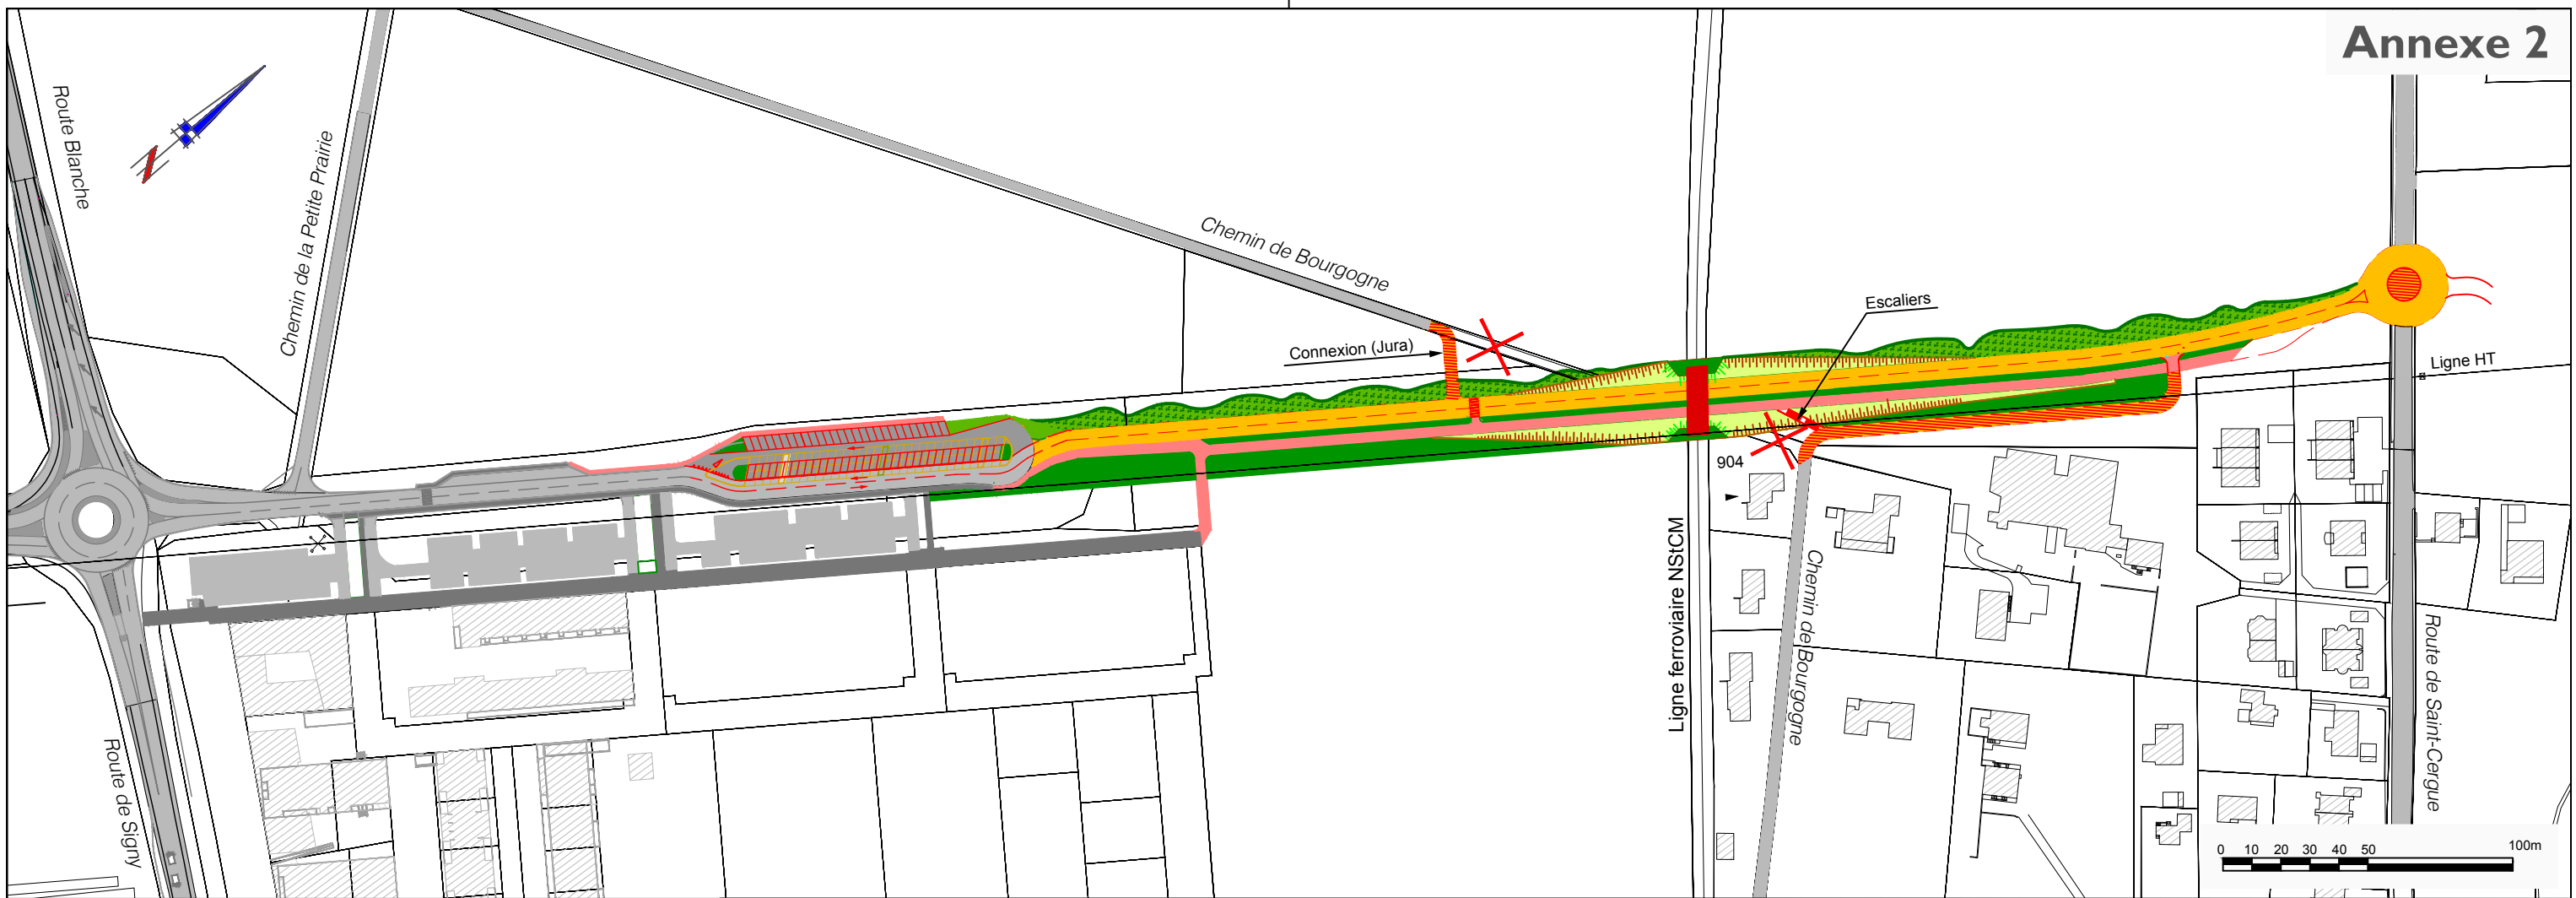 Annexe 2
Route Blanche
Chemin de la Petite Prairie
N
Chemin de Bourgogne
Connexion (Jura)
Escaliers
Ligne HT
904
Ligne ferroviaire NStCM
Chemin de Bourgogne
Route de Saint-Cergue
Route de Signy
0 10 20 30 40 50 100m